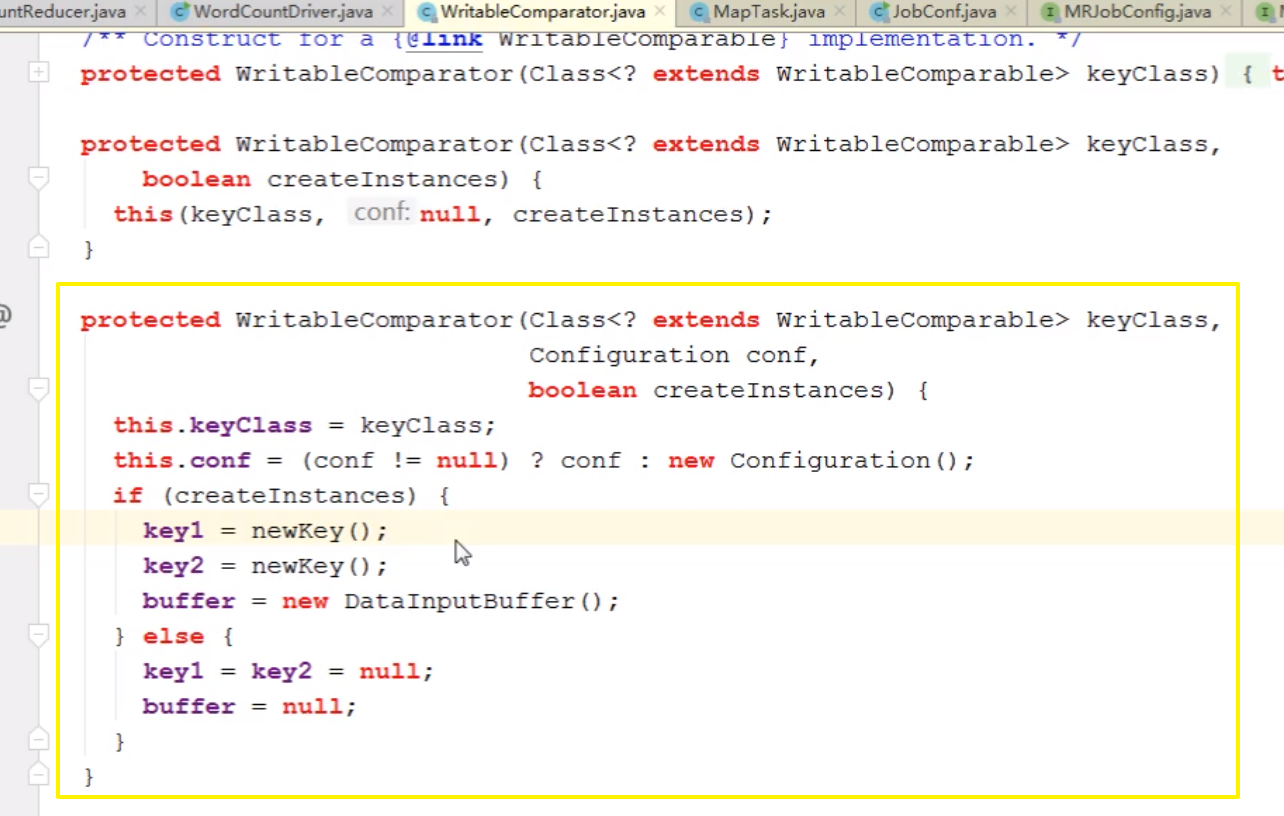 untReducer.java WordCountDriver.java WritableComparator.java MapTask.java JobConf.java MRJobConfig.java
/** Construct for a {@link WritableComparable} implementation. */
protected WritableComparator(Class<? extends WritableComparable> keyClass) { t
protected WritableComparator(Class<? extends WritableComparable> keyClass,
boolean createInstances) {
this(keyClass, conf: null, createInstances);
}
protected WritableComparator(Class<? extends WritableComparable> keyClass,
Configuration conf,
boolean createInstances) {
this.keyClass = keyClass;
this.conf = (conf != null) ? conf : new Configuration();
if (createInstances) {
key1 = newKey();
key2 = newKey();
buffer = new DataInputBuffer();
} else {
key1 = key2 = null;
buffer = null;
}
}